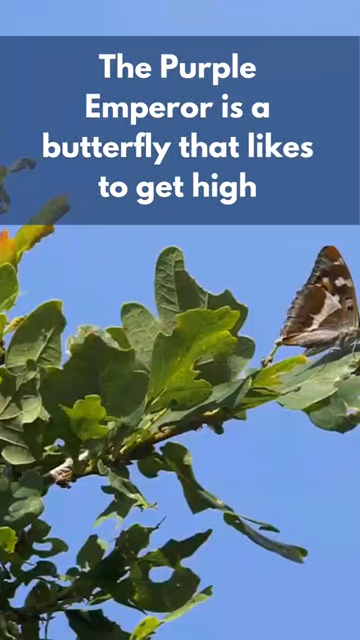 The Purple
Emperor is a
butterfly that likes
to get high